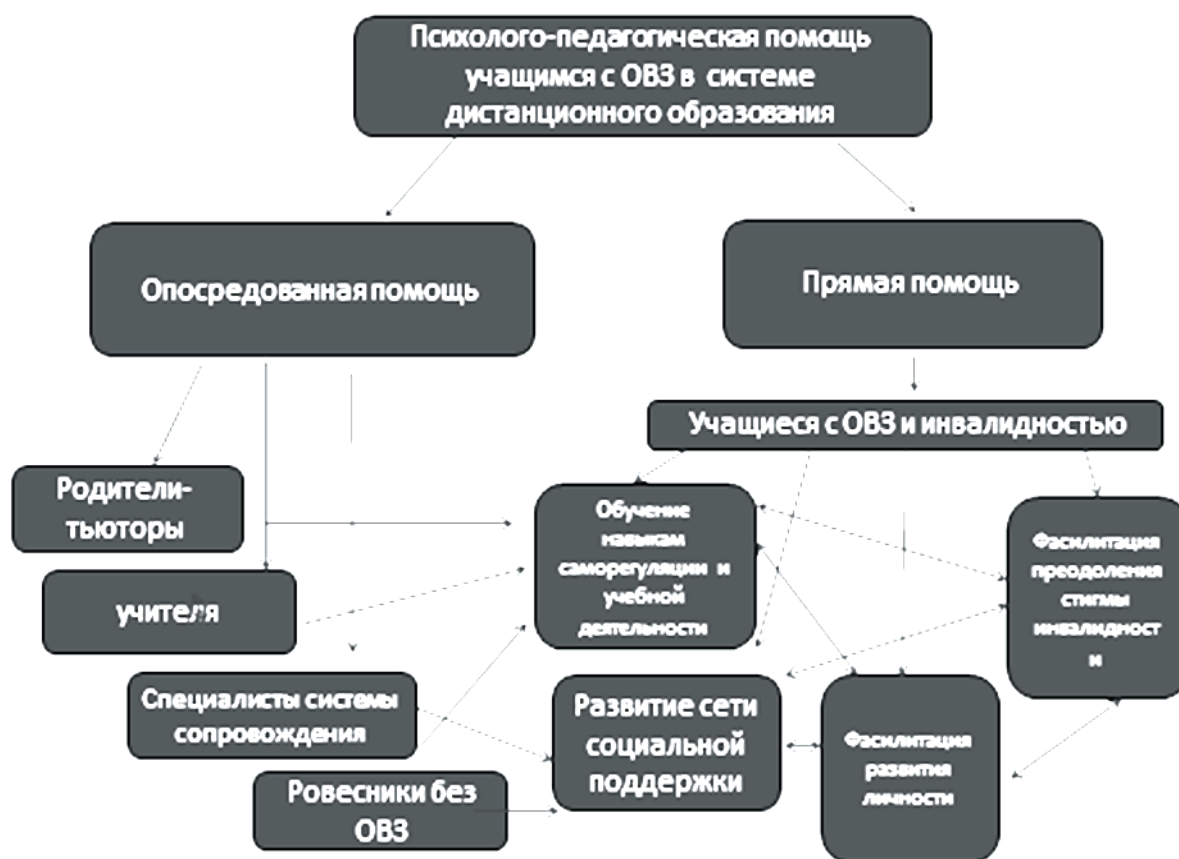 Психолого-педагогическая помощь
учащимся с ОВЗ в системе
дистанционного образования
Опосредованная помощь
Прямая помощь
Учащиеся с ОВЗ и инвалидностью
Родители-
тьюторы
учителя
Специалисты системы
сопровождения
Ровесники без
ОВЗ
Обучение
навыкам
саморегуляции и
учебной
деятельности
Развитие сети
социальной
поддержки
Фасилитация
развития
личности
Фасилитация
преодоления
стигмы
инвалидност
и